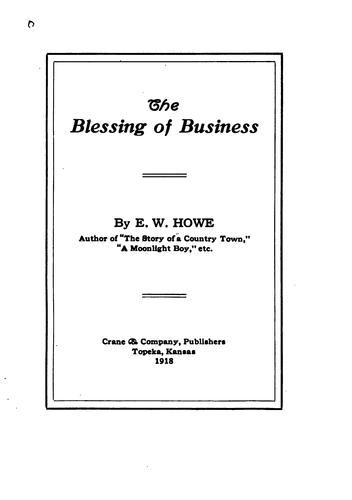 The
Blessing of Business
By E. W. HOWE
Author of "The Story of a Country Town,"
"A Moonlight Boy," etc.
Crane & Company, Publishers
Topeka, Kansas
1918